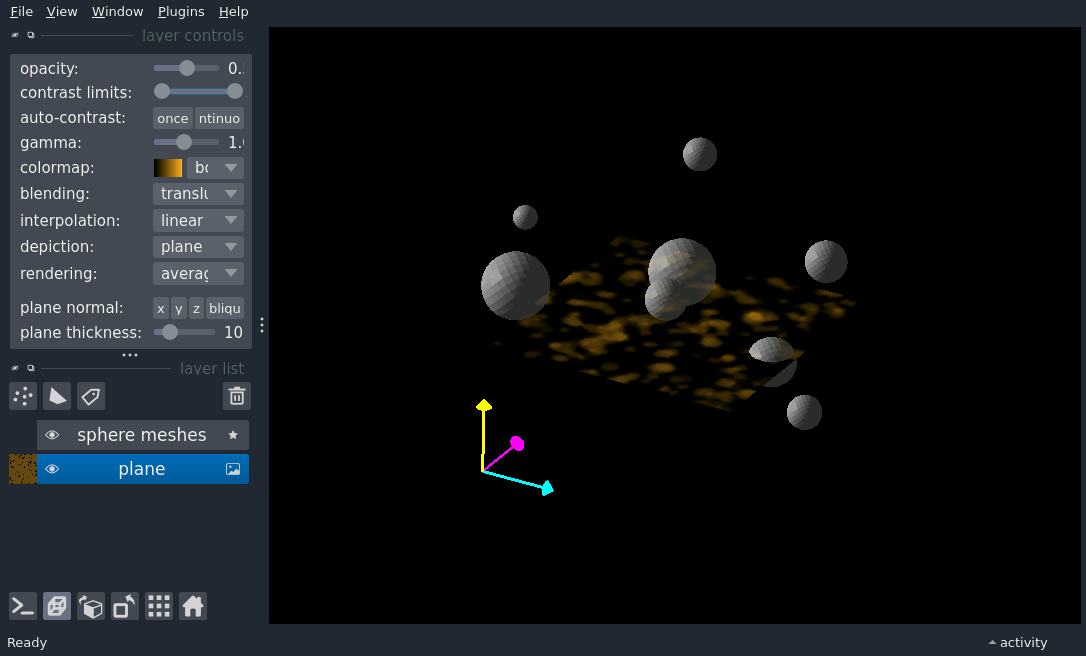 File View Window Plugins Help
layer controls
opacity: 0.
contrast limits:
auto-contrast: once ntinuo
gamma: 1.
colormap:
blending: transl
interpolation: linear
depiction: plane
rendering: averag
plane normal: x y z bliqu
plane thickness: 10
layer list
sphere meshes
plane
Ready activity